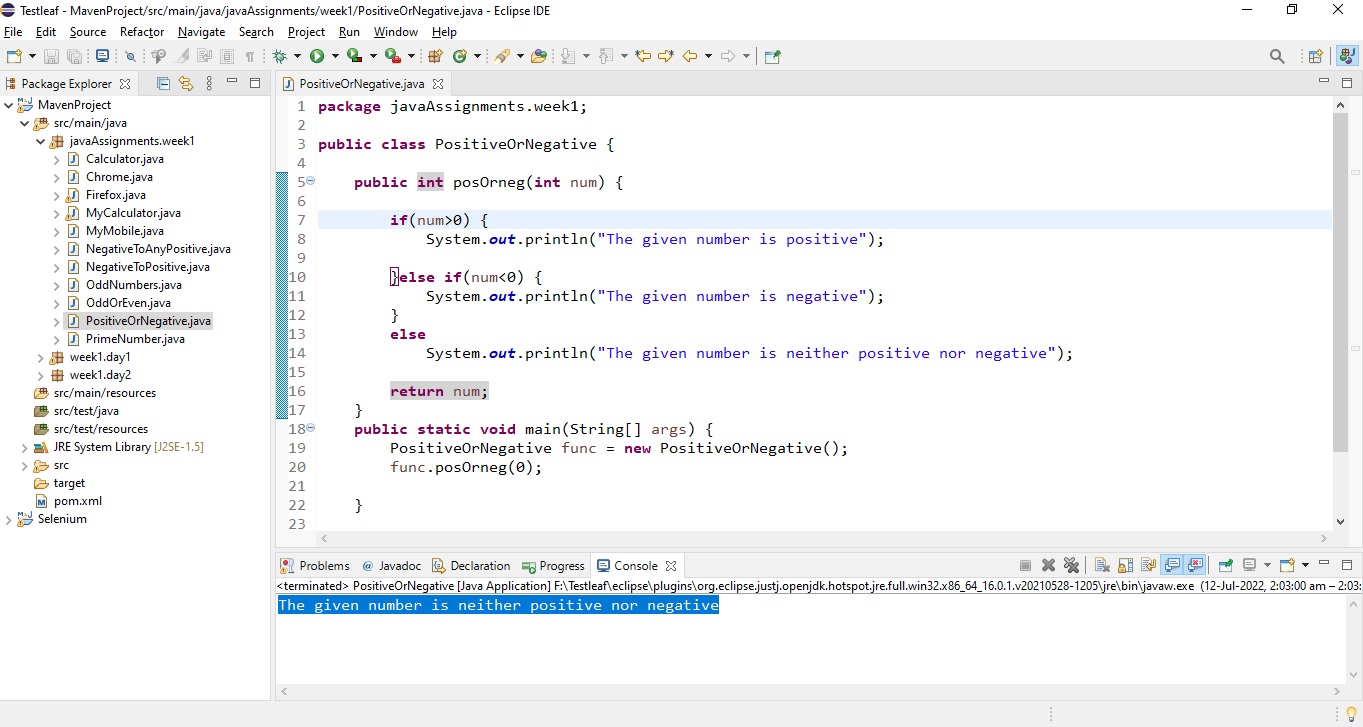 Testleaf - MavenProject/src/main/java/javaAssignments/week1/PositiveOrNegative.java - Eclipse IDE
File Edit Source Refactor Navigate Search Project Run Window Help
Package Explorer
MavenProject
src/main/java
javaAssignments.week1
Calculator.java
Chrome.java
Firefox.java
MyCalculator.java
MyMobile.java
NegativeToAnyPositive.java
NegativeToPositive.java
OddNumbers.java
OddOrEven.java
PositiveOrNegative.java
PrimeNumber.java
week1.day1
week1.day2
src/main/resources
src/test/java
src/test/resources
JRE System Library [J2SE-1.5]
src
target
pom.xml
Selenium
PositiveOrNegative.java
1 package javaAssignments.week1;
2
3 public class PositiveOrNegative {
4
5 public int posOrneg(int num) {
6
7 if(num>0) {
8 System.out.println("The given number is positive");
9
10 }else if(num<0) {
11 System.out.println("The given number is negative");
12 }
13 else
14 System.out.println("The given number is neither positive nor negative");
15
16 return num;
17 }
18 public static void main(String[] args) {
19 PositiveOrNegative func = new PositiveOrNegative();
20 func.posOrneg(0);
21
22 }
23
Problems @ Javadoc Declaration Progress Console
<terminated> PositiveOrNegative [Java Application] F:\Testleaf\eclipse\plugins\org.eclipse.justj.openjdk.hotspot.jre.full.win32.x86_64_16.0.1.v20210528-1205\jre\bin\javaw.exe (12-Jul-2022, 2:03:00 am – 2:03:
The given number is neither positive nor negative